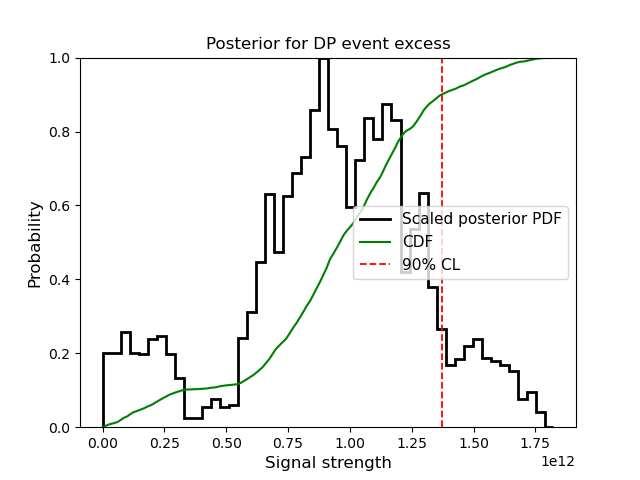 Posterior for DP event excess
Probability
1.0
0.8
0.6
0.4
0.2
0.0
Scaled posterior PDF
CDF
90% CL
0.00 0.25 0.50 0.75 1.00 1.25 1.50 1.75
1e12
Signal strength